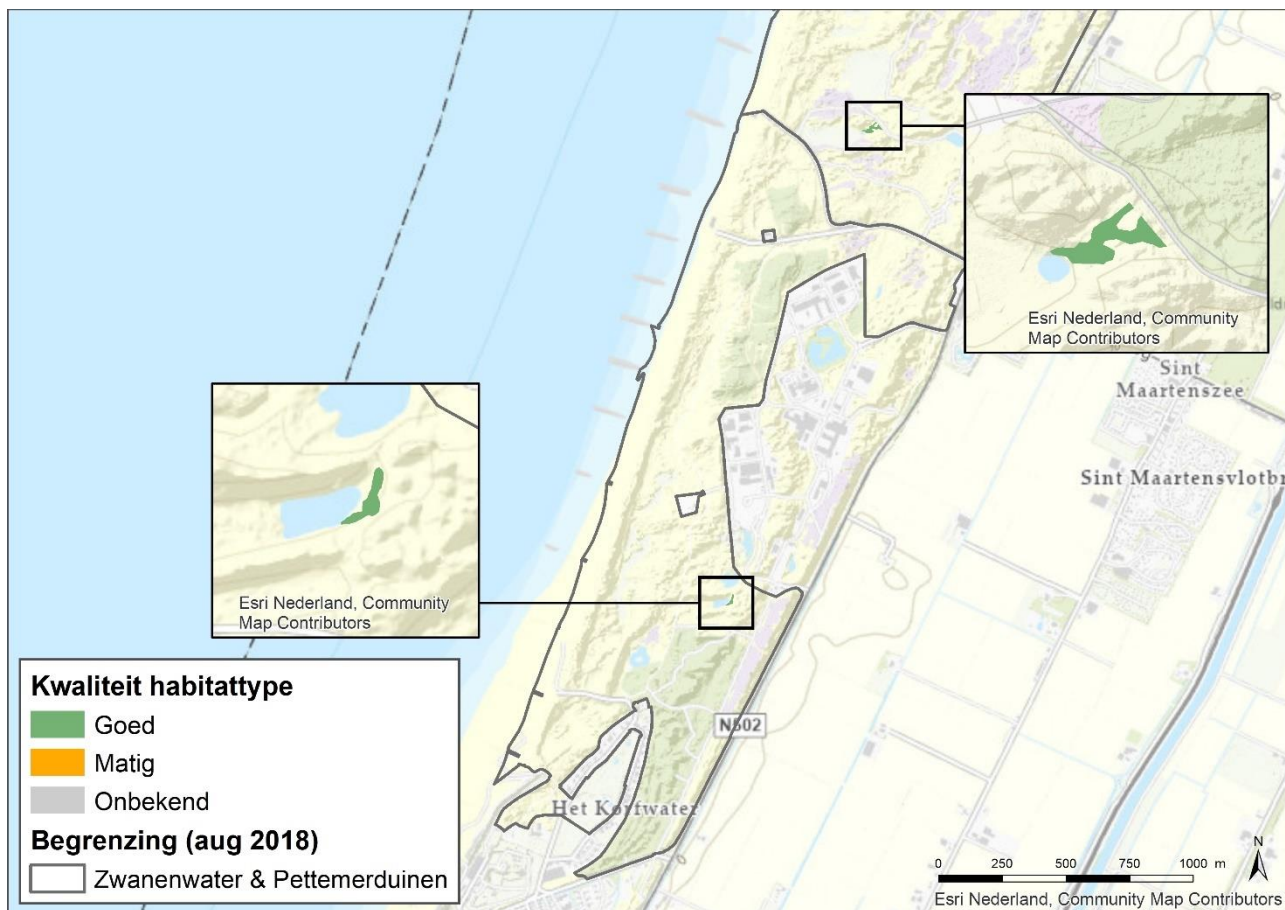 Esri Nederland, Community
Map Contributors
Sint
Maartenszee
Sint Maartensvlotbr
Esri Nederland, Community
Map Contributors
Kwaliteit habitattype
Goed
Matig
Onbekend
Begrenzing (aug 2018)
Zwanenwater & Pettemerduinen
N502
Het Korfwater
N
0 250 500 750 1000 m
Esri Nederland, Community Map Contributors